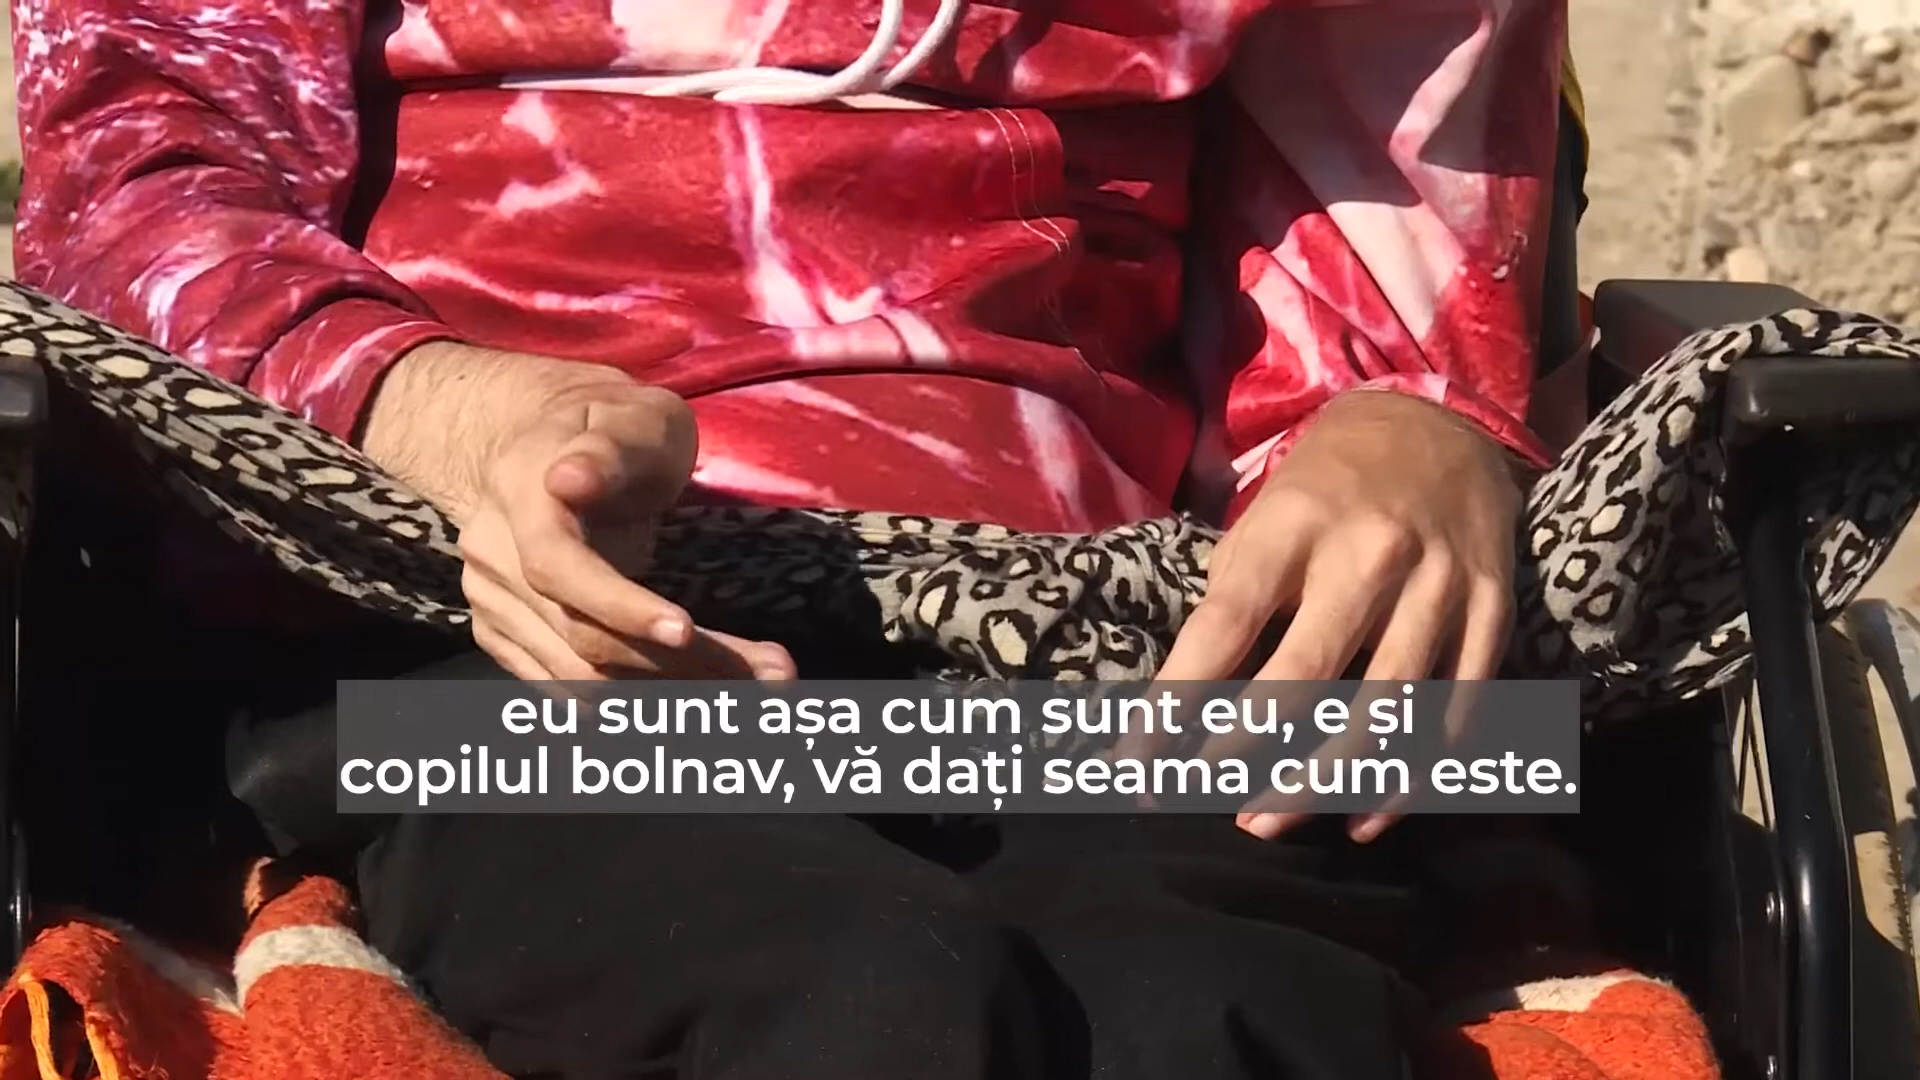 eu sunt așa cum sunt eu, e și
copilul bolnav, vă dați seama cum este.